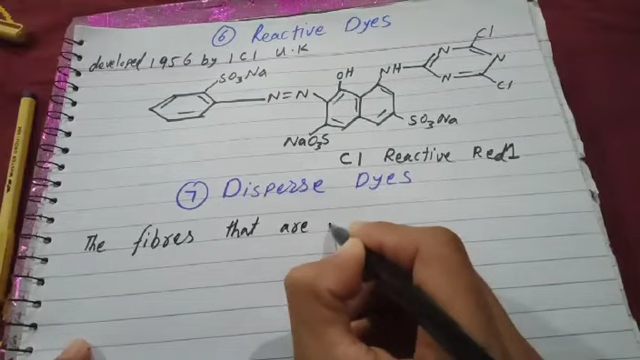 ⑥ Reactive Dyes
developed 1956 by ICI U.K
SO3Na
N=N
OH
NH
N
Cl
N
N
Cl
NaO3S
SO3Na
CI Reactive Red1
⑦ Disperse Dyes
The fibres that are